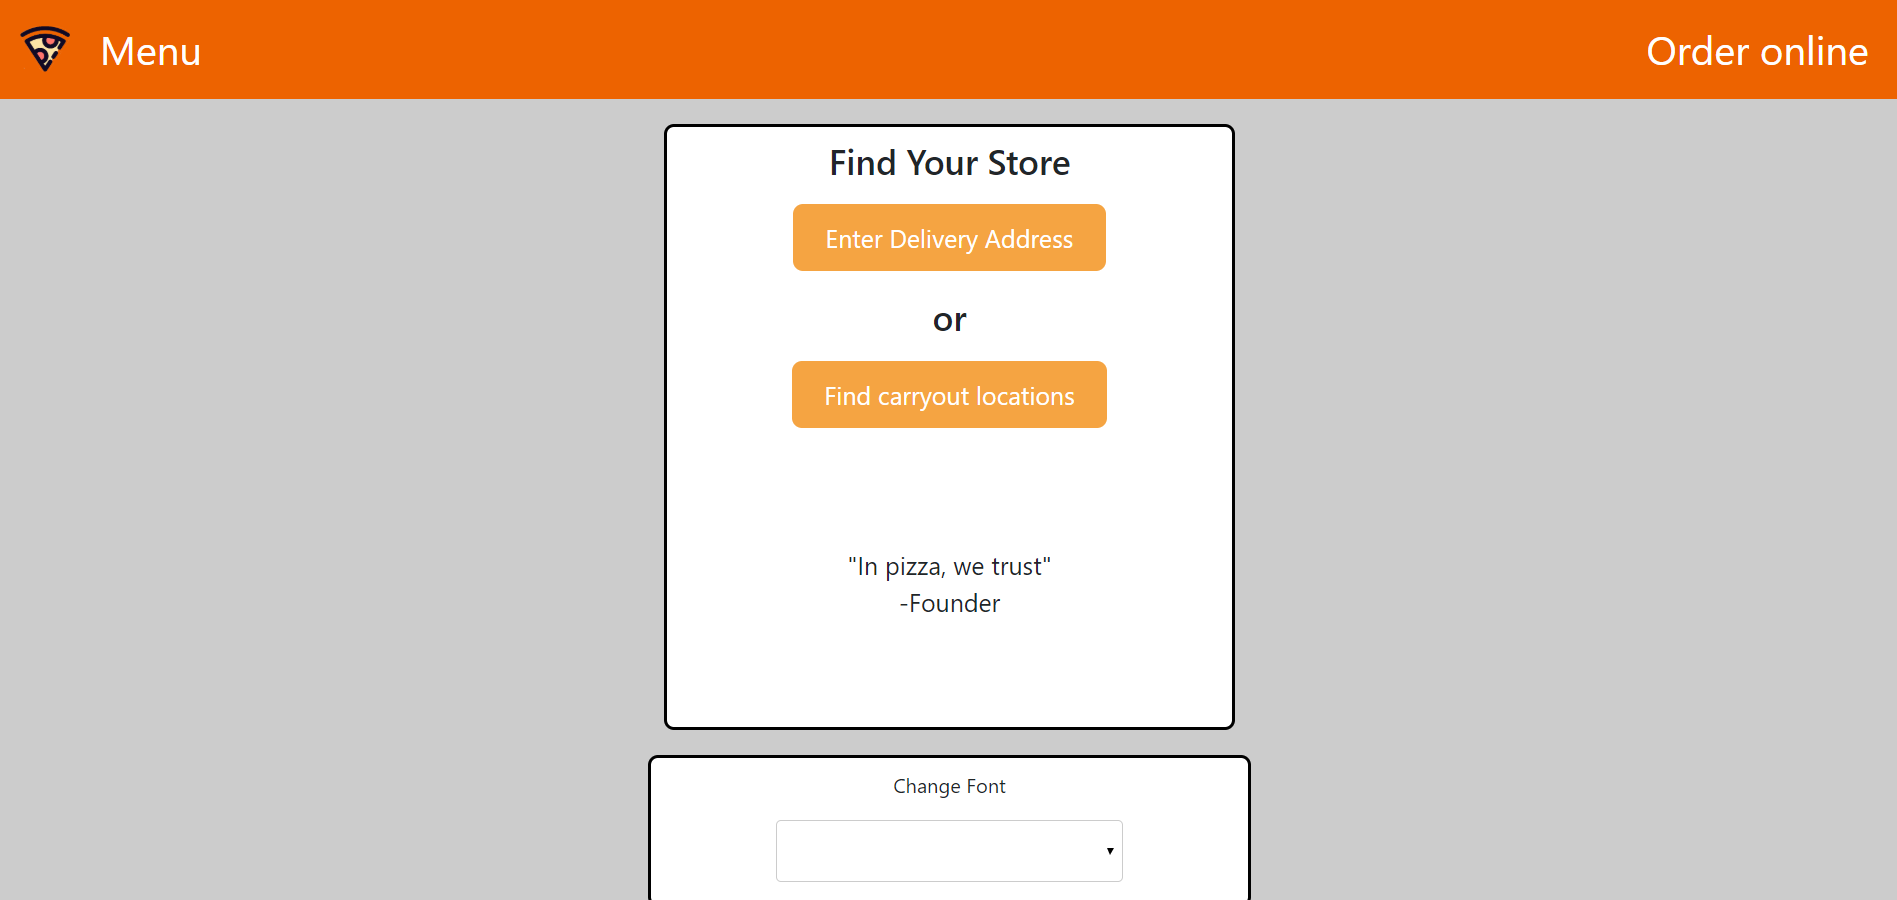 Menu
Order online
Find Your Store
Enter Delivery Address
or
Find carryout locations
"In pizza, we trust"
-Founder
Change Font